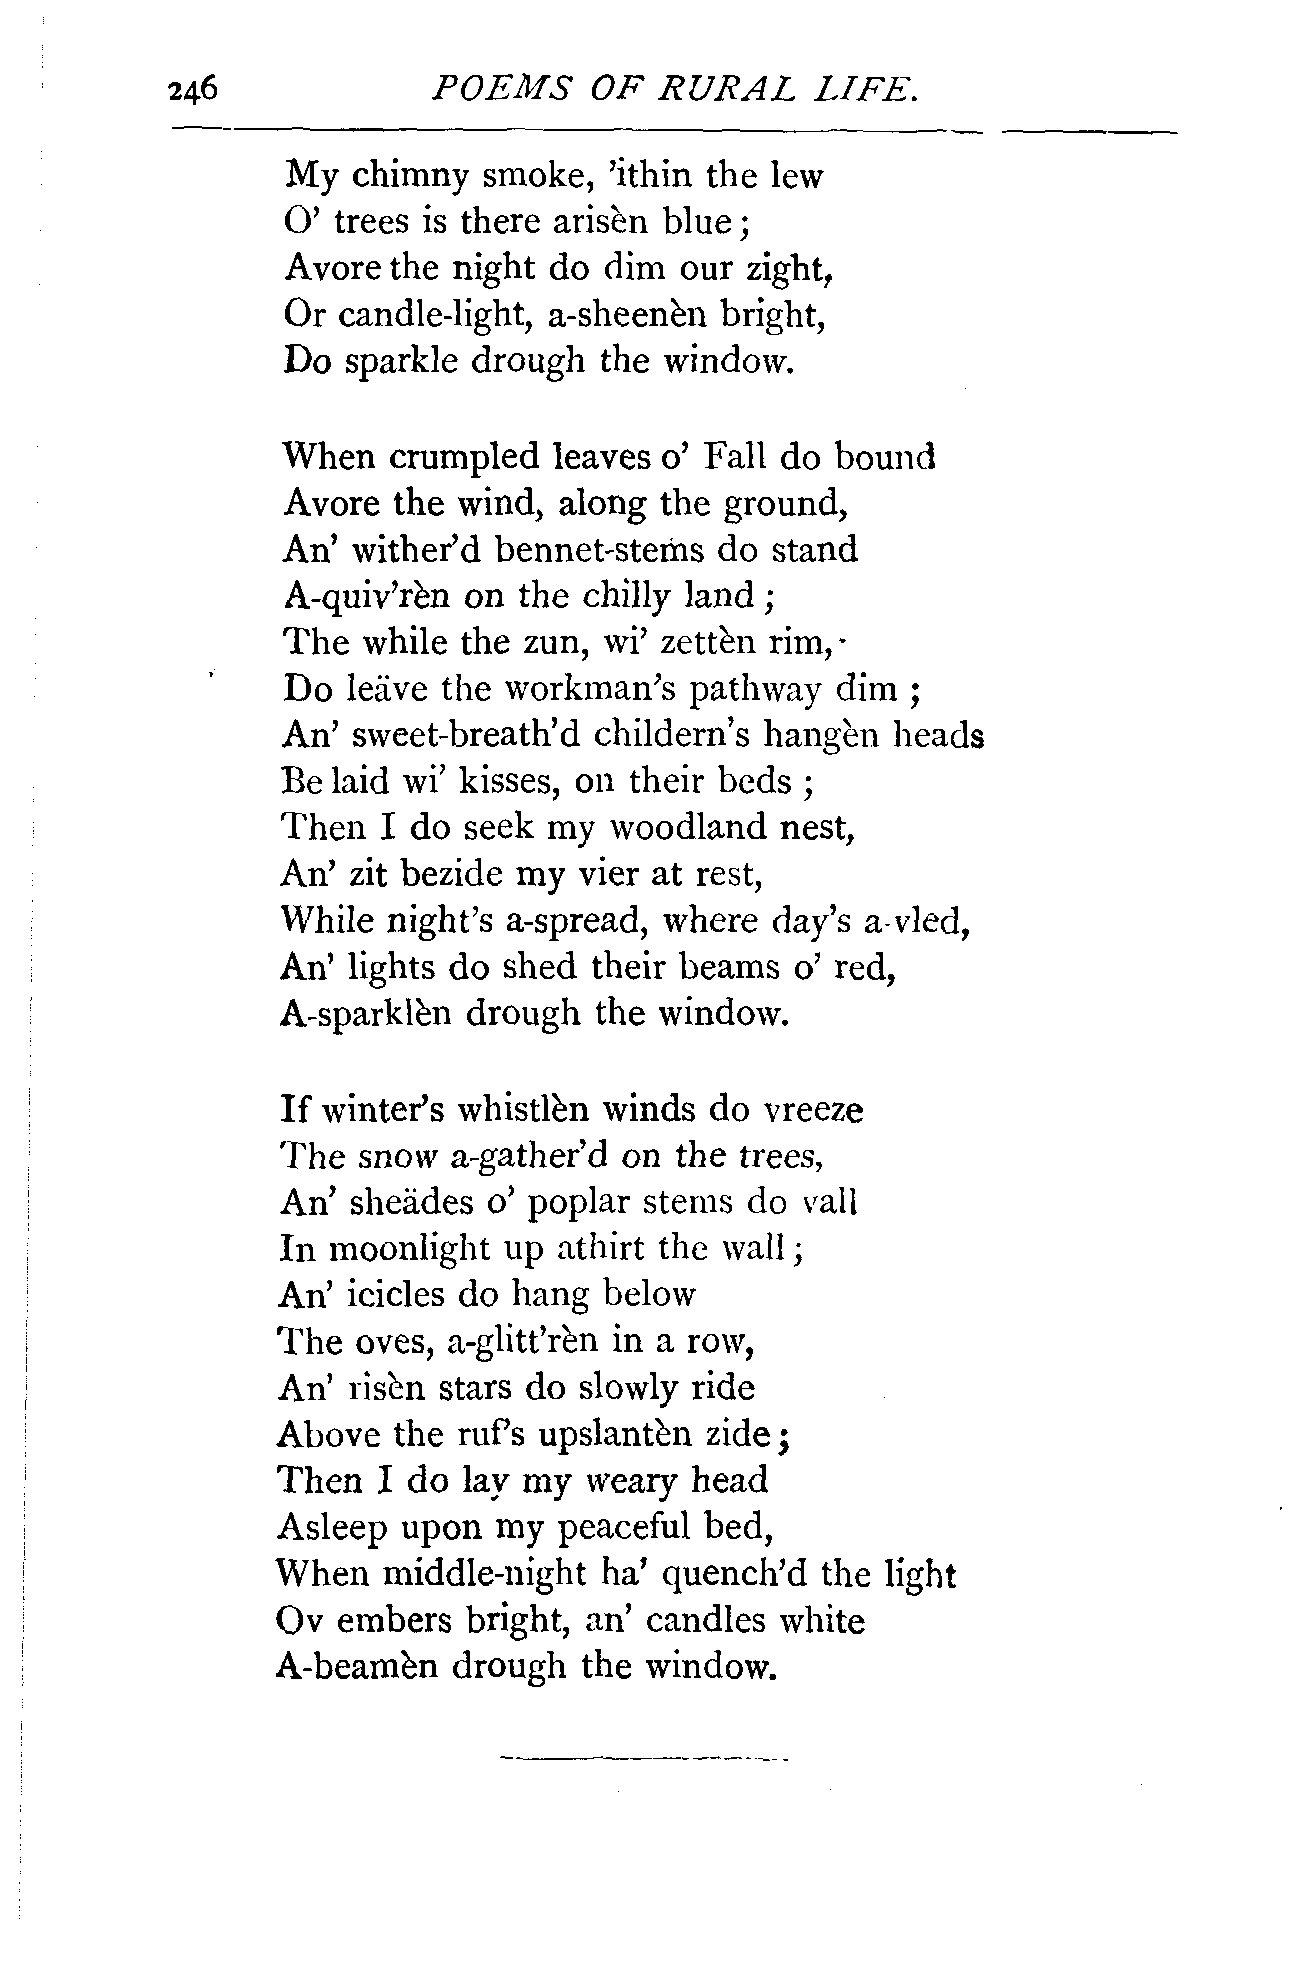 246 POEMS OF RURAL LIFE.
My chimny smoke, 'ithin the lew
O' trees is there arisèn blue;
Avore the night do dim our zight,
Or candle-light, a-sheenèn bright,
Do sparkle drough the window.
When crumpled leaves o' Fall do bound
Avore the wind, along the ground,
An' wither'd bennet-stems do stand
A-quiv'rèn on the chilly land;
The while the zun, wi' zettèn rim,
Do leäve the workman's pathway dim;
An' sweet-breath'd childern's hangèn heads
Be laid wi' kisses, on their beds;
Then I do seek my woodland nest,
An' zit bezide my vier at rest,
While night's a-spread, where day's a-vled,
An' lights do shed their beams o' red,
A-sparklèn drough the window.
If winter's whistlèn winds do vreeze
The snow a-gather'd on the trees,
An' sheädes o' poplar stems do vall
In moonlight up athirt the wall;
An' icicles do hang below
The oves, a-glitt'rèn in a row,
An' risèn stars do slowly ride
Above the ruf's upslantèn zide;
Then I do lay my weary head
Asleep upon my peaceful bed,
When middle-night ha' quench'd the light
Ov embers bright, an' candles white
A-beamèn drough the window.